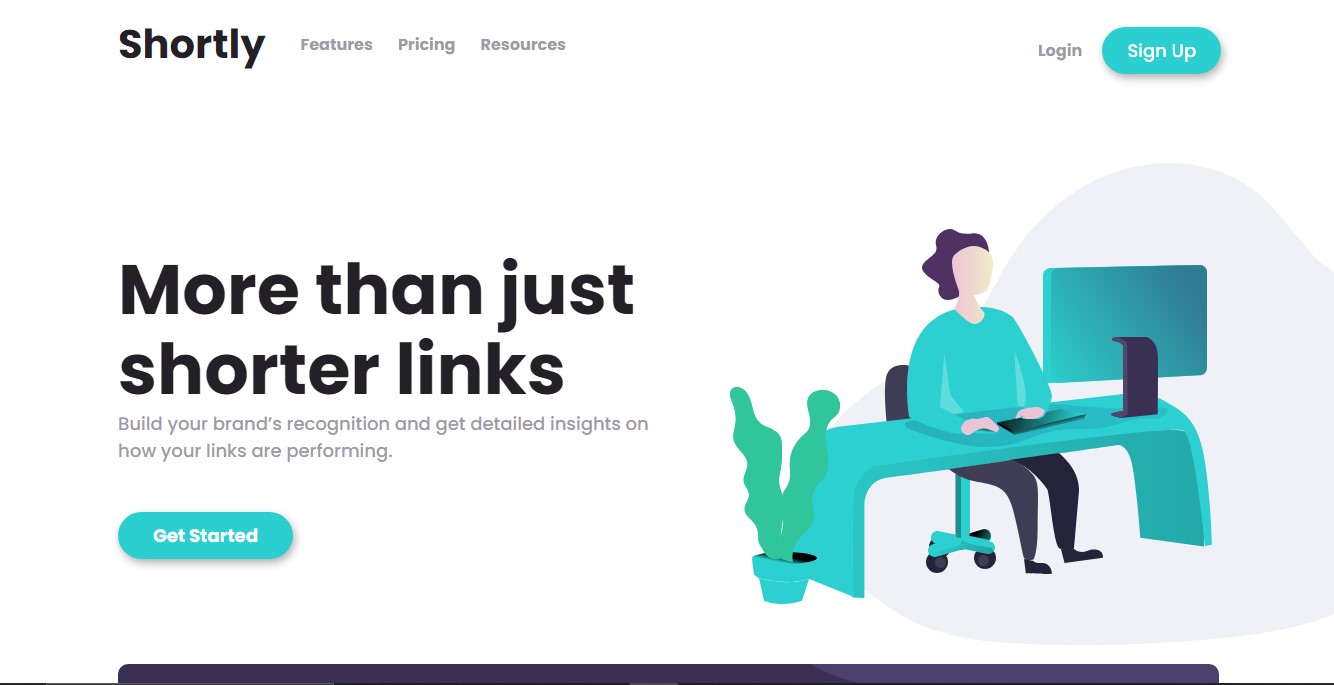 Shortly
Features
Pricing
Resources
Login
Sign Up
More than just
shorter links
Build your brand’s recognition and get detailed insights on
how your links are performing.
Get Started